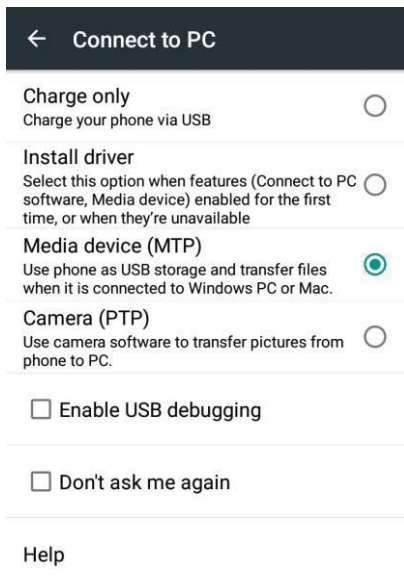 Connect to PC
Charge only
Charge your phone via USB
Install driver
Select this option when features (Connect to PC
software, Media device) enabled for the first
time, or when they're unavailable
Media device (MTP)
Use phone as USB storage and transfer files
when it is connected to Windows PC or Mac.
Camera (PTP)
Use camera software to transfer pictures from
phone to PC.
Enable USB debugging
Don't ask me again
Help